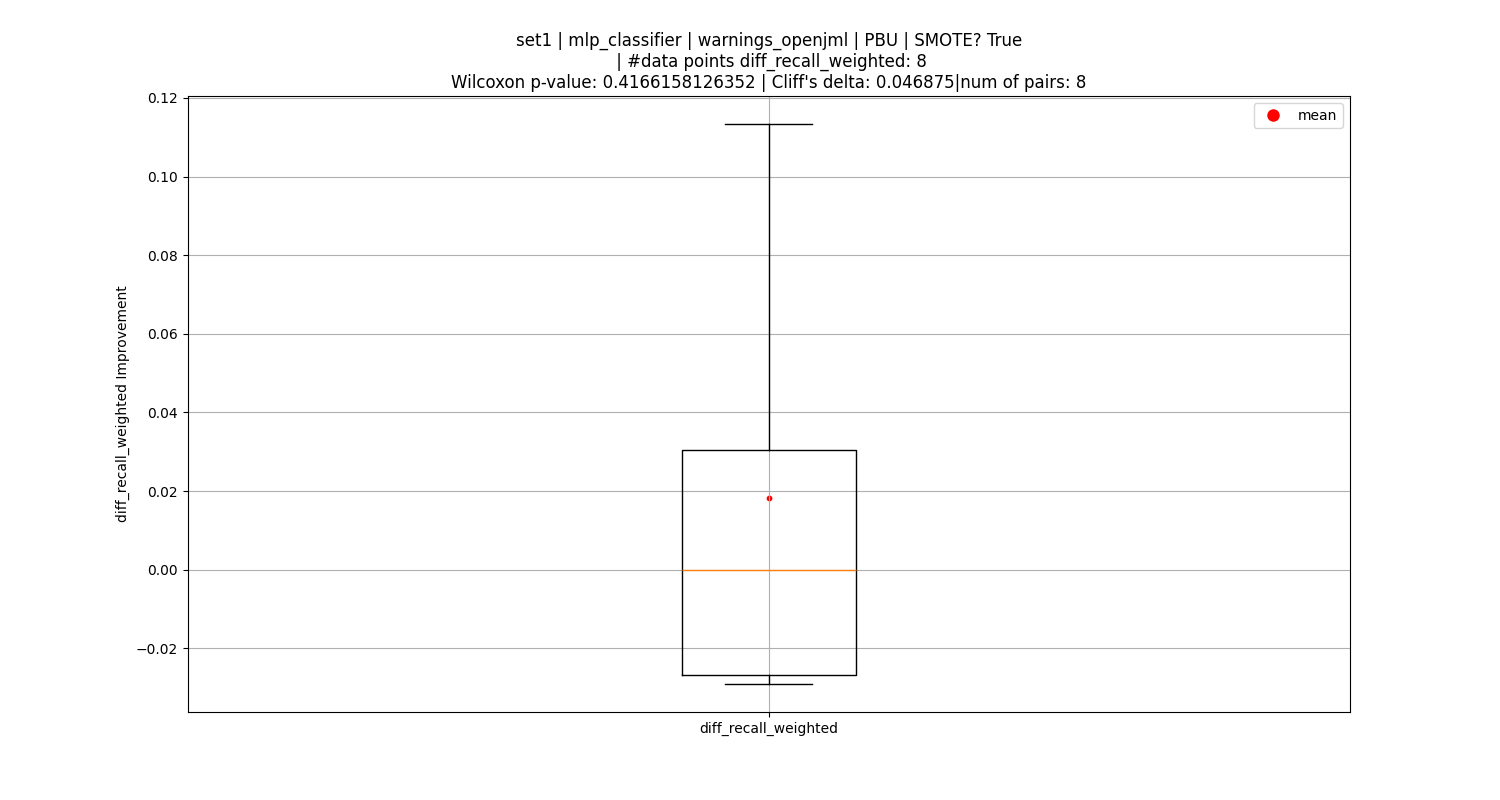 set1 | mlp_classifier | warnings_openjml | PBU | SMOTE? True
| #data points diff_recall_weighted: 8
Wilcoxon p-value: 0.4166158126352 | Cliff's delta: 0.046875|num of pairs: 8
mean
0.12
0.10
0.08
0.06
0.04
0.02
0.00
−0.02
diff_recall_weighted Improvement
diff_recall_weighted